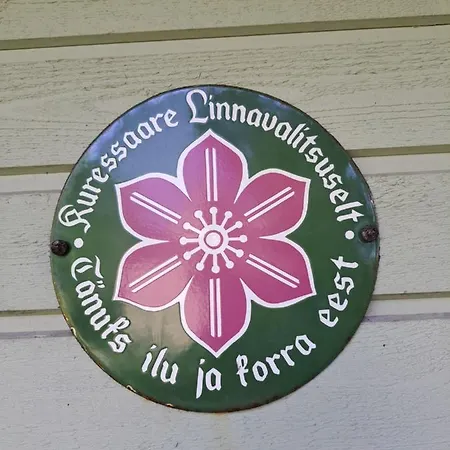 Kuressaare Linnavalitsuselt
Tänuks ilu ja korra eest